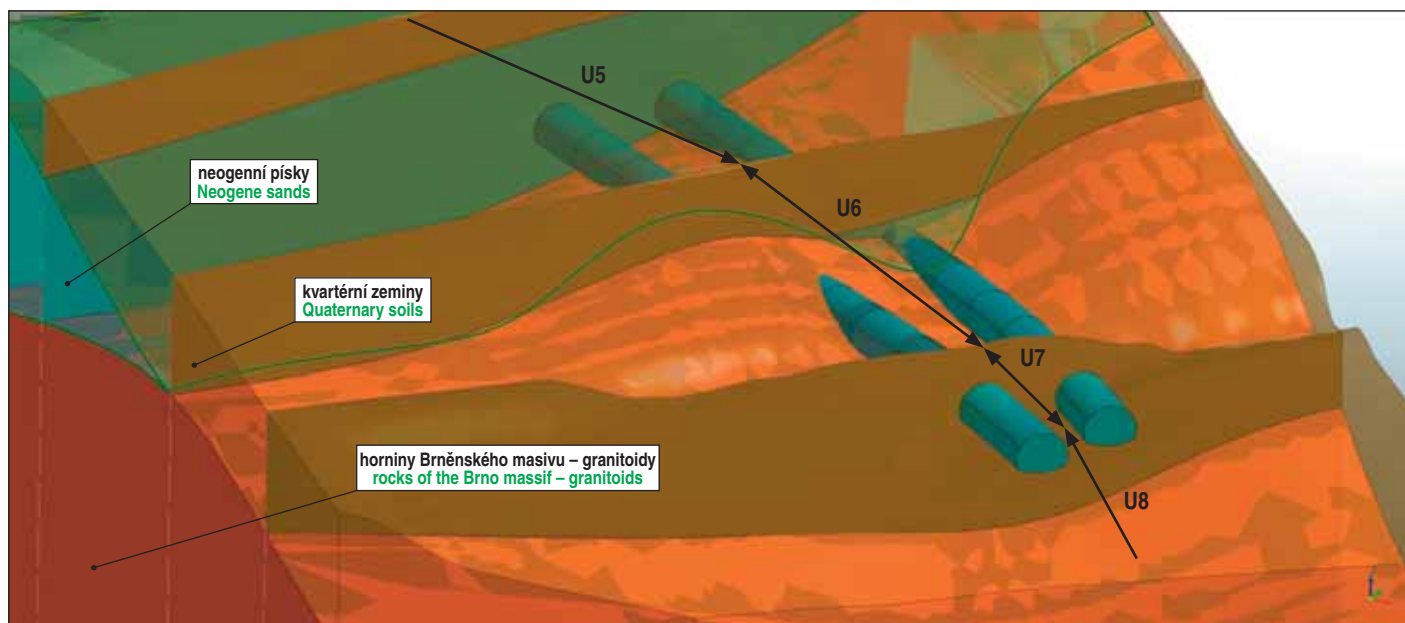 U5
neogenní písky
Neogene sands
U6
kvartérní zeminy
Quaternary soils
U7
horniny Brněnského masivu – granitoidy
rocks of the Brno massif – granitoids
U8